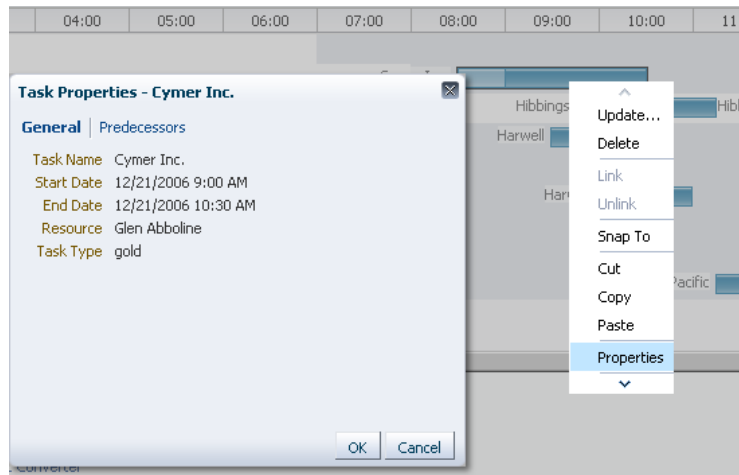 04:00 05:00 06:00 07:00 08:00 09:00 10:00 11
Task Properties - Cymer Inc.
General Predecessors
Task Name Cymer Inc.
Start Date 12/21/2006 9:00 AM
End Date 12/21/2006 10:30 AM
Resource Glen Abboline
Task Type gold
OK Cancel
Hibbings
Hibl
Harwell
Har
Pacific
Update...
Delete
Link
Unlink
Snap To
Cut
Copy
Paste
Properties
Converter